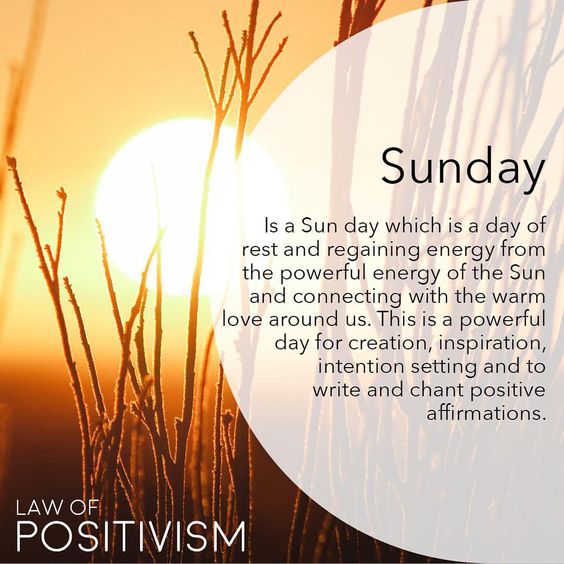 Sunday
Is a Sun day which is a day of
rest and regaining energy from
the powerful energy of the Sun
and connecting with the warm
love around us. This is a powerful
day for creation, inspiration,
intention setting and to
write and chant positive
affirmations.
LAW OF
POSITIVISM